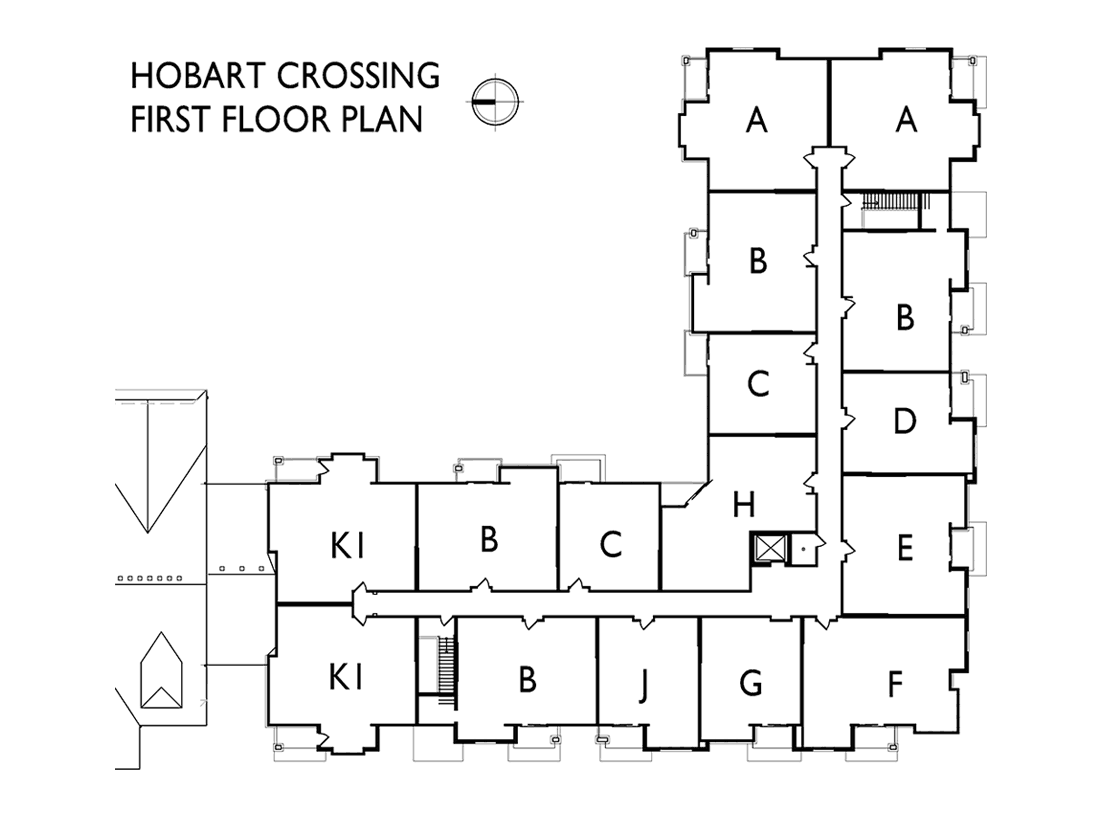 HOBART CROSSING
FIRST FLOOR PLAN
A A
B
B
C
D
H
E
K1 B C
K1 B J G F